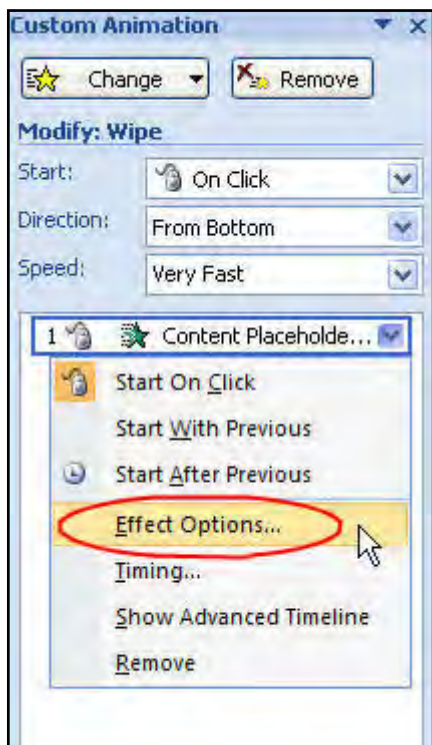 Custom Animation
Change Remove
Modify: Wipe
Start: On Click
Direction: From Bottom
Speed: Very Fast
1 Content Placeholde...
Start On Click
Start With Previous
Start After Previous
Effect Options...
Timing...
Show Advanced Timeline
Remove